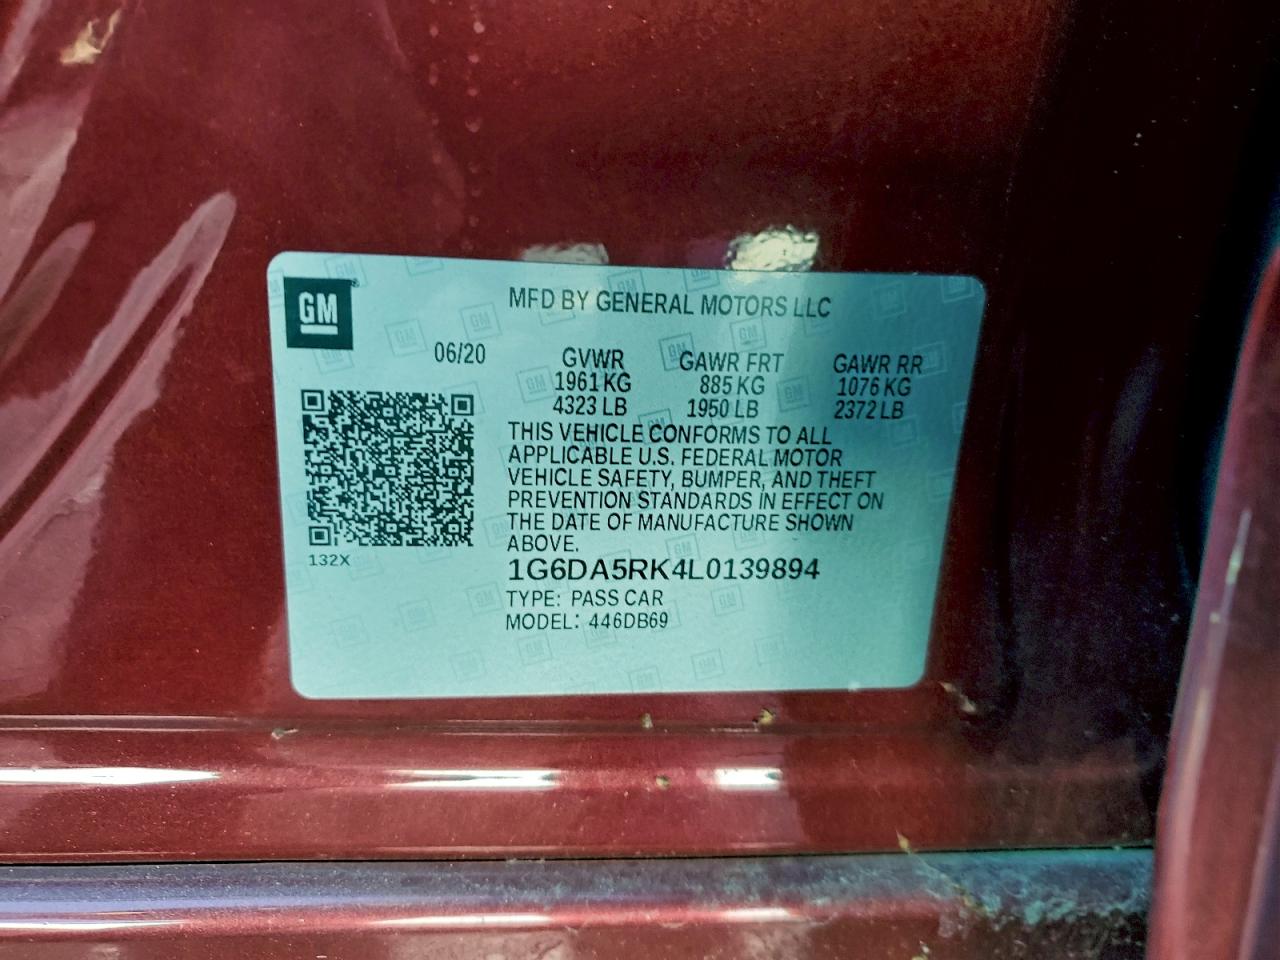 GM
MFD BY GENERAL MOTORS LLC
06/20 GVWR GAWR FRT GAWR RR
1961 KG 885 KG 1076 KG
4323 LB 1950 LB 2372 LB
THIS VEHICLE CONFORMS TO ALL
APPLICABLE U.S. FEDERAL MOTOR
VEHICLE SAFETY, BUMPER, AND THEFT
PREVENTION STANDARDS IN EFFECT ON
THE DATE OF MANUFACTURE SHOWN
ABOVE.
132X
1G6DA5RK4L0139894
TYPE: PASS CAR
MODEL: 446DB69